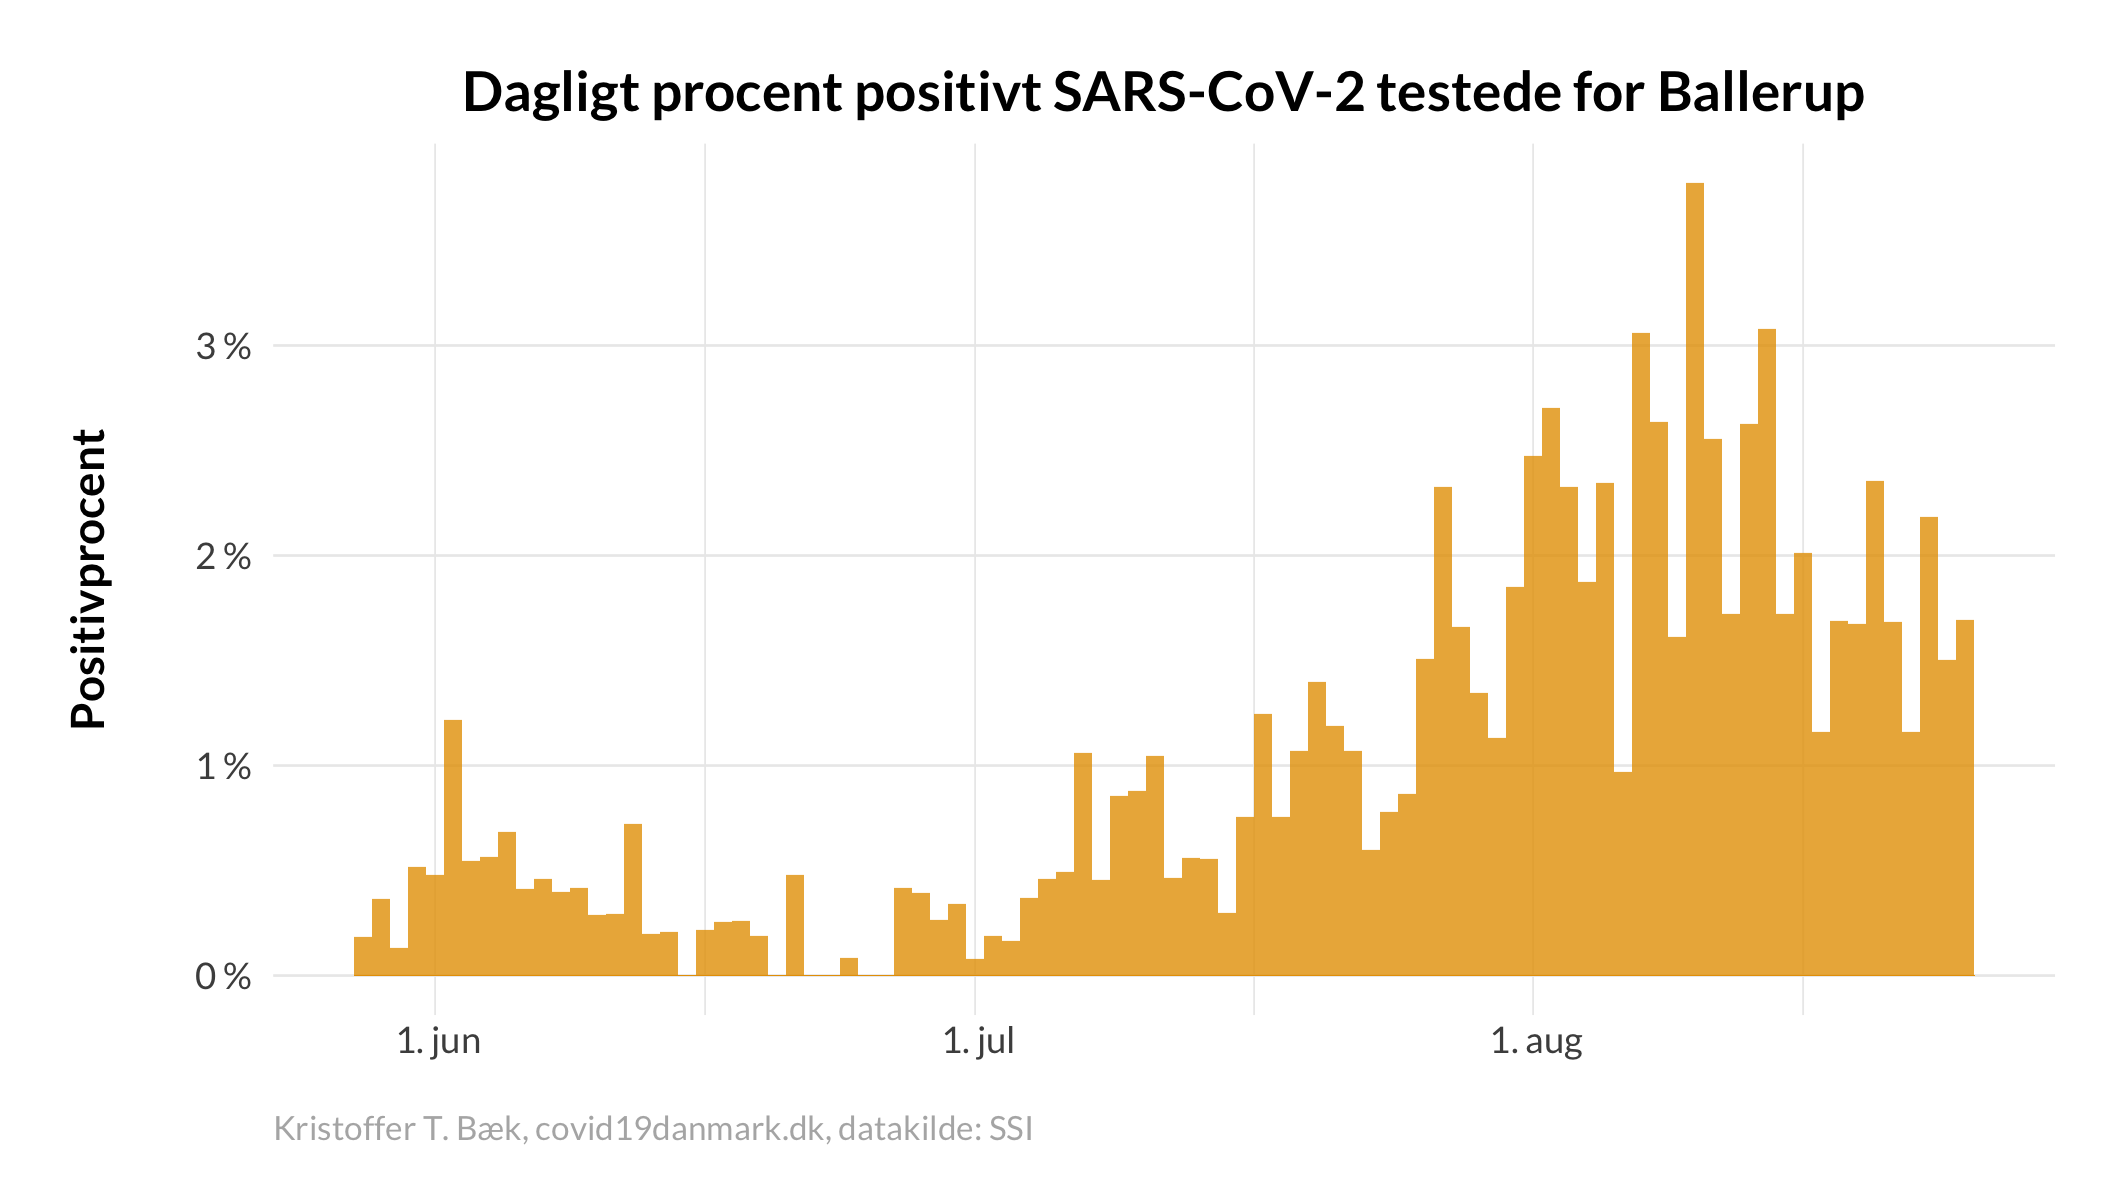 Dagligt procent positivt SARS-CoV-2 testede for Ballerup
Positivprocent
3 %
2 %
1 %
0 %
1. jun
1. jul
1. aug
Kristoffer T. Bæk, covid19danmark.dk, datakilde: SSI